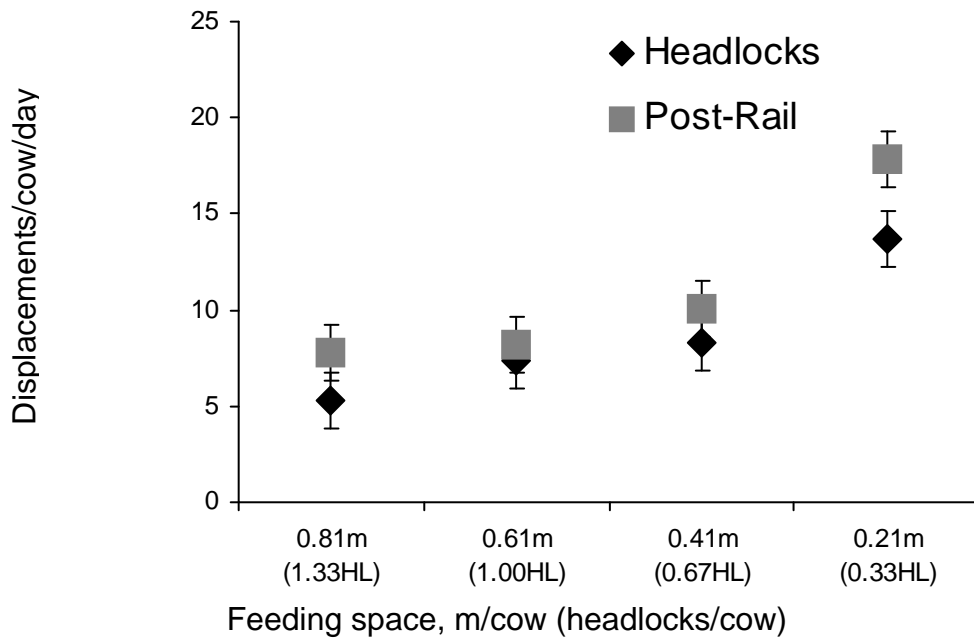 Displacements/cow/day
25
20
15
10
5
0
Headlocks
Post-Rail
0.81m
(1.33HL)
0.61m
(1.00HL)
0.41m
(0.67HL)
0.21m
(0.33HL)
Feeding space, m/cow (headlocks/cow)